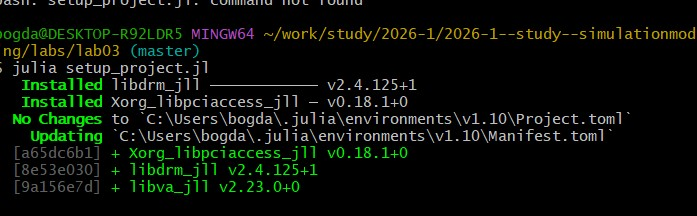 bash: setup_project.jl: command not found
bogda@DESKTOP-R92LDR5 MINGW64 ~/work/study/2026-1/2026-1--study--simulationmod
ng/labs/lab03 (master)
$ julia setup_project.jl
Installed libdrm_jll ──────────── v2.4.125+1
Installed Xorg_libpciaccess_jll ─ v0.18.1+0
No Changes to `C:\Users\bogda\.julia\environments\v1.10\Project.toml`
Updating `C:\Users\bogda\.julia\environments\v1.10\Manifest.toml`
[a65dc6b1] + Xorg_libpciaccess_jll v0.18.1+0
[8e53e030] + libdrm_jll v2.4.125+1
[9a156e7d] + libva_jll v2.23.0+0